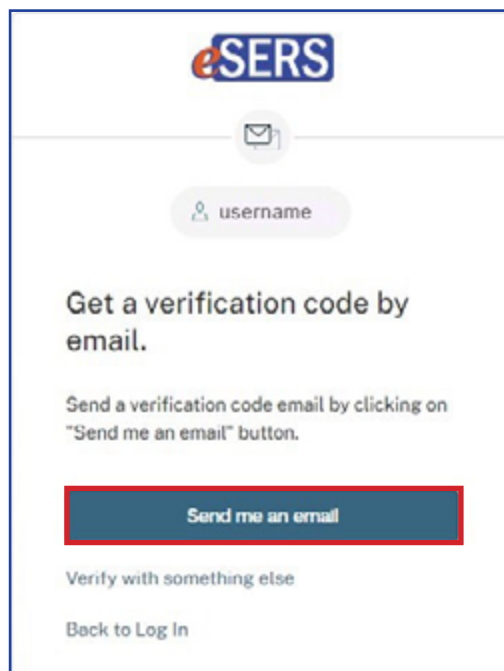 eSERS
username
Get a verification code by
email.
Send a verification code email by clicking on
"Send me an email" button.
Send me an email
Verify with something else
Back to Log In